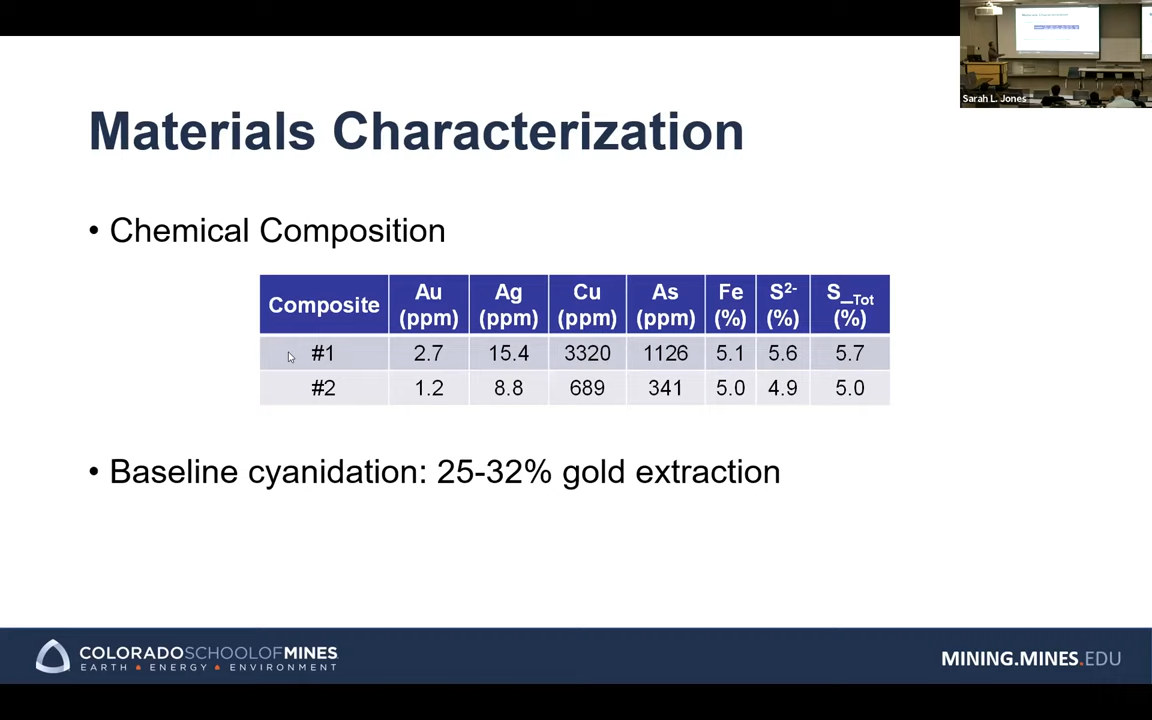 Sarah L. Jones
Materials Characterization
• Chemical Composition
Composite Au (ppm) Ag (ppm) Cu (ppm) As (ppm) Fe (%) S2- (%) S_Tot (%)
#1 2.7 15.4 3320 1126 5.1 5.6 5.7
#2 1.2 8.8 689 341 5.0 4.9 5.0
• Baseline cyanidation: 25-32% gold extraction
COLORADOSCHOOLOFMINES
EARTH • ENERGY • ENVIRONMENT
MINING.MINES.EDU